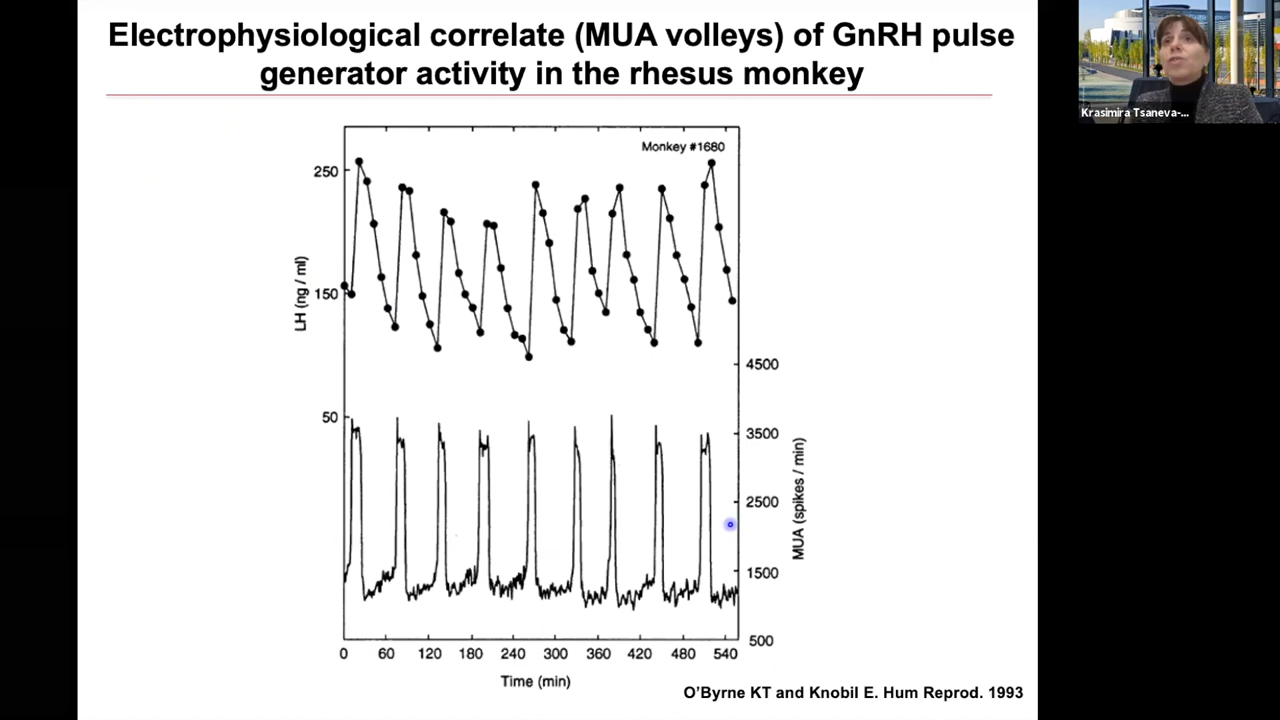 Electrophysiological correlate (MUA volleys) of GnRH pulse
generator activity in the rhesus monkey
Krasimira Tsaneva-...
Monkey #1680
250
150
50
LH (ng / ml)
4500
3500
2500
1500
500
MUA (spikes / min)
0 60 120 180 240 300 360 420 480 540
Time (min)
O'Byrne KT and Knobil E. Hum Reprod. 1993